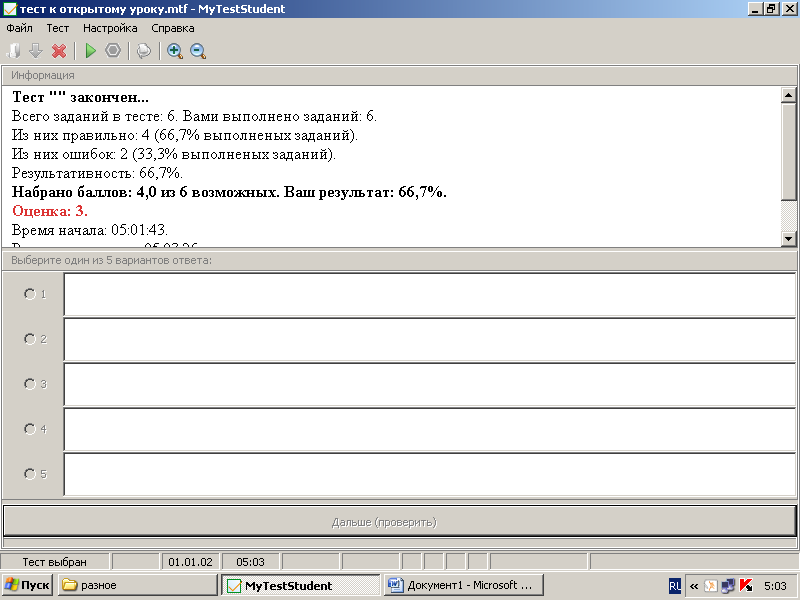 тест к открытому уроку.mtf - MyTestStudent
Файл Тест Настройка Справка
Информация
Тест "" закончен...
Всего заданий в тесте: 6. Вами выполнено заданий: 6.
Из них правильно: 4 (66,7% выполненых заданий).
Из них ошибок: 2 (33,3% выполненых заданий).
Результативность: 66,7%.
Набрано баллов: 4,0 из 6 возможных. Ваш результат: 66,7%.
Оценка: 3.
Время начала: 05:01:43.
Выберите один из 5 вариантов ответа:
1
2
3
4
5
Дальше (проверить)
Тест выбран 01.01.02 05:03
Пуск разное MyTestStudent Документ1 - Microsoft ... RU « 5:03